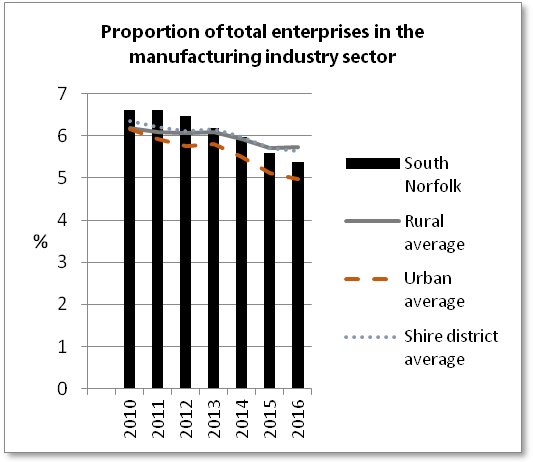 Proportion of total enterprises in the
manufacturing industry sector
7
6
5
4
3
2
1
0
%
2010
2011
2012
2013
2014
2015
2016
South
Norfolk
Rural
average
Urban
average
Shire district
average